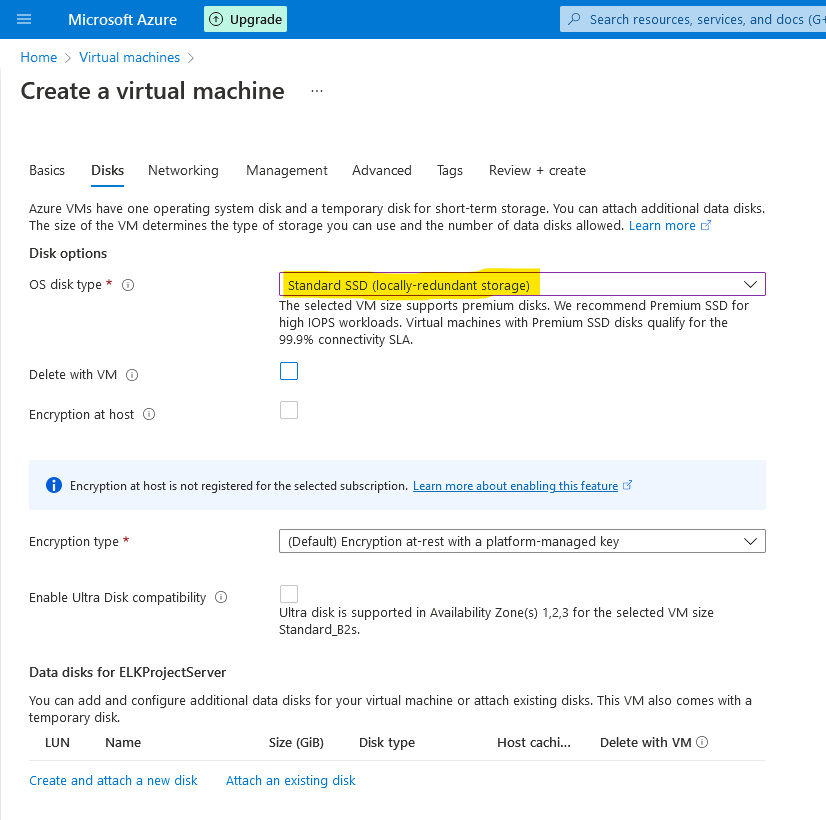 Microsoft Azure
Upgrade
Search resources, services, and docs (G+
Home > Virtual machines >
Create a virtual machine ...
Basics Disks Networking Management Advanced Tags Review + create
Azure VMs have one operating system disk and a temporary disk for short-term storage. You can attach additional data disks.
The size of the VM determines the type of storage you can use and the number of data disks allowed. Learn more
Disk options
OS disk type *
Standard SSD (locally-redundant storage)
The selected VM size supports premium disks. We recommend Premium SSD for
high IOPS workloads. Virtual machines with Premium SSD disks qualify for the
99.9% connectivity SLA.
Delete with VM
Encryption at host
Encryption at host is not registered for the selected subscription. Learn more about enabling this feature
Encryption type *
(Default) Encryption at-rest with a platform-managed key
Enable Ultra Disk compatibility
Ultra disk is supported in Availability Zone(s) 1,2,3 for the selected VM size
Standard_B2s.
Data disks for ELKProjectServer
You can add and configure additional data disks for your virtual machine or attach existing disks. This VM also comes with a
temporary disk.
LUN Name Size (GiB) Disk type Host cachi... Delete with VM
Create and attach a new disk Attach an existing disk